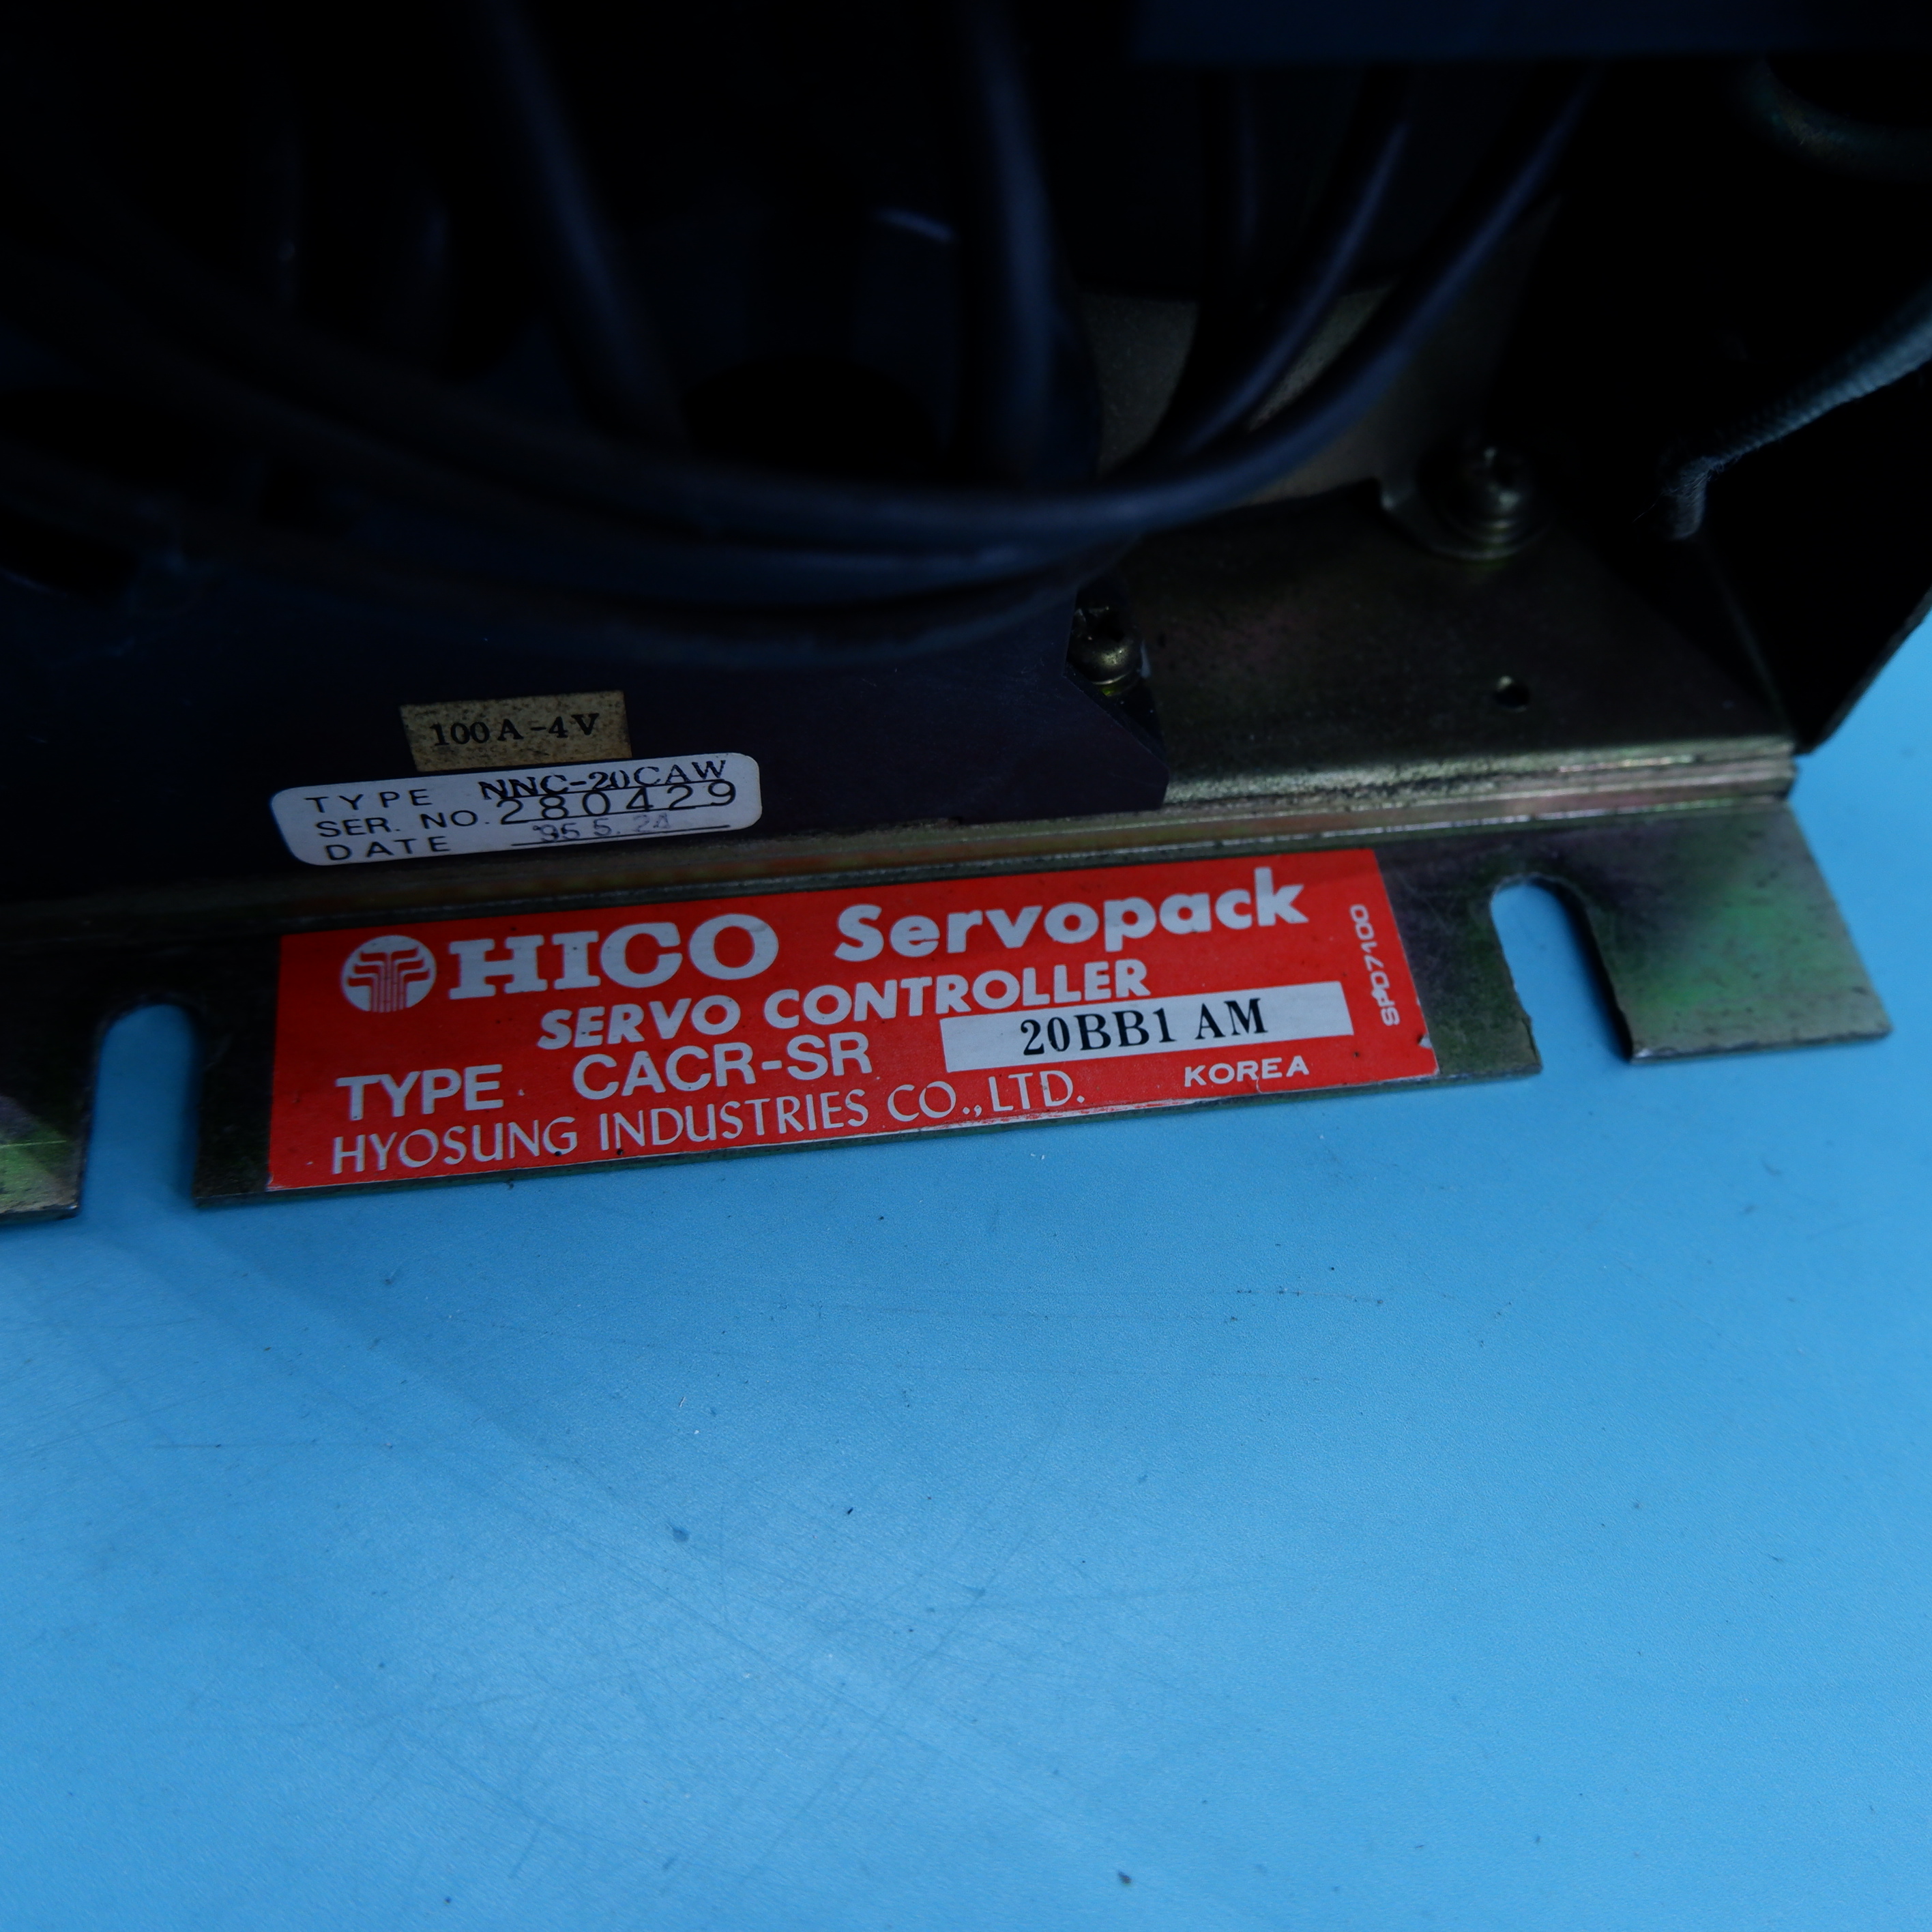 100A-4V
TYPE NNC-20CAW
SER. NO. 280429
DATE '95 5. 24
HICO Servopack
SERVO CONTROLLER
TYPE CACR-SR 20BB1 AM
HYOSUNG INDUSTRIES CO., LTD. KOREA
SP07100